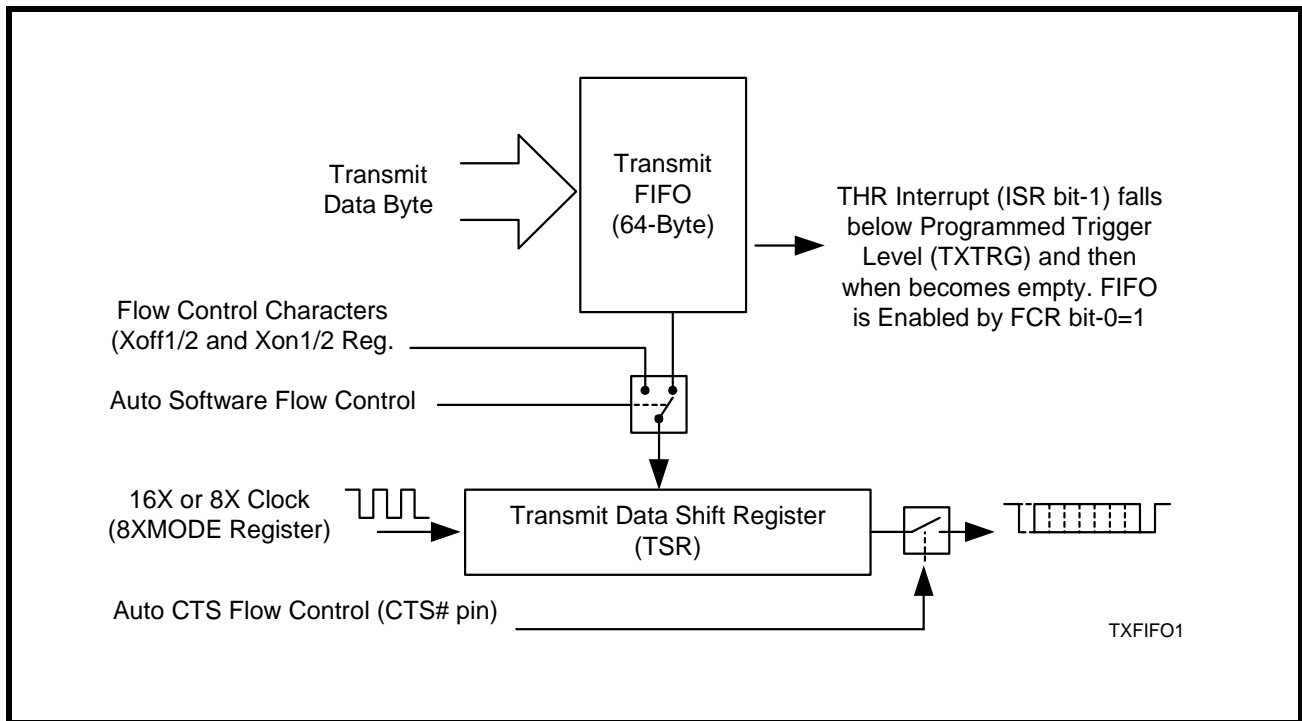 Transmit
FIFO
(64-Byte)
Transmit
Data Byte
THR Interrupt (ISR bit-1) falls
below Programmed Trigger
Level (TXTRG) and then
when becomes empty. FIFO
is Enabled by FCR bit-0=1
Flow Control Characters
(Xoff1/2 and Xon1/2 Reg.
Auto Software Flow Control
16X or 8X Clock
(8XMODE Register)
Transmit Data Shift Register
(TSR)
Auto CTS Flow Control (CTS# pin)
TXFIFO1